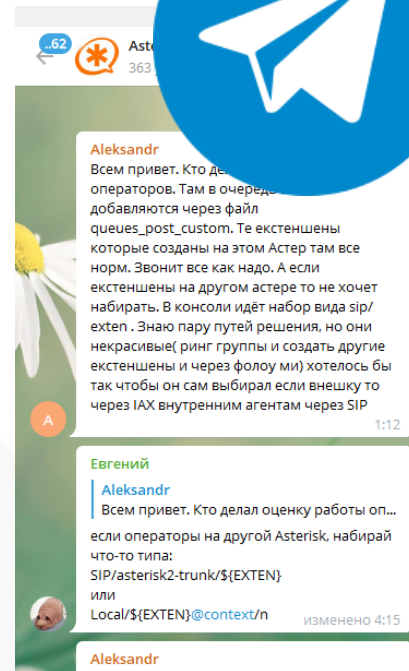 ..62
363
Aleksandr
Всем привет. Кто
операторов. Там в
добавляются через файл
queues_post_custom. Те екстеншены
которые созданы на этом Астер там все
норм. Звонит все как надо. А если
екстеншены на другом астере то не хочет
набирать. В консоли идёт набор вида sip/
exten . Знаю пару путей решения, но они
некрасивые( ринг группы и создать другие
екстеншены и через фолоу ми) хотелось бы
так чтобы он сам выбирал если внешку то
через IAX внутренним агентам через SIP
A
1:12
Евгений
Aleksandr
Всем привет. Кто делал оценку работы оп...
если операторы на другой Asterisk, набирай
что-то типа:
SIP/asterisk2-trunk/${EXTEN}
или
Local/${EXTEN}@context/n
изменено 4:15
Aleksandr